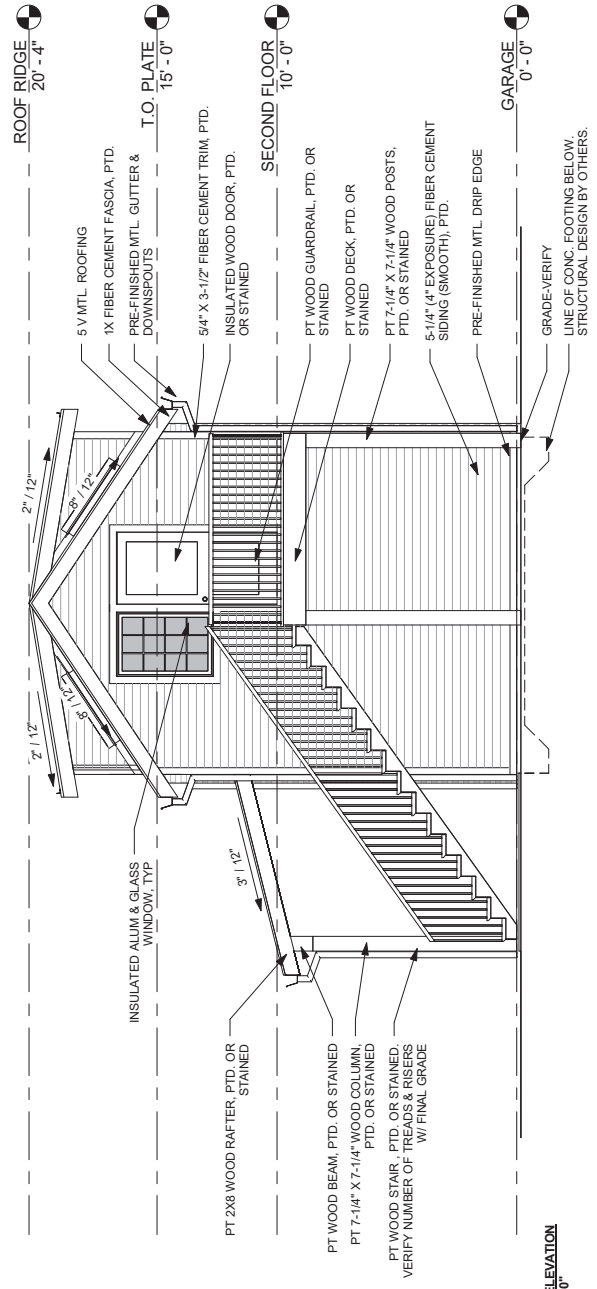 ROOF RIDGE
20' - 4"
T.O. PLATE
15' - 0"
SECOND FLOOR
10' - 0"
GARAGE
0' - 0"
5 V MTL. ROOFING
1X FIBER CEMENT FASCIA, PTD.
PRE-FINISHED MTL. GUTTER &
DOWNSPOUTS
5/4" X 3-1/2" FIBER CEMENT TRIM, PTD.
INSULATED WOOD DOOR, PTD.
OR STAINED
PT WOOD GUARDRAIL, PTD. OR
STAINED
PT WOOD DECK, PTD. OR
STAINED
PT 7-1/4" X 7-1/4" WOOD POSTS,
PTD. OR STAINED
5-1/4" (4" EXPOSURE) FIBER CEMENT
SIDING (SMOOTH), PTD.
PRE-FINISHED MTL. DRIP EDGE
GRADE-VERIFY
LINE OF CONC. FOOTING BELOW.
STRUCTURAL DESIGN BY OTHERS.
2" / 12"
8" / 12"
2" / 12"
8" / 12"
3" / 12"
INSULATED ALUM & GLASS
WINDOW, TYP
PT 2X8 WOOD RAFTER, PTD. OR
STAINED
PT WOOD BEAM, PTD. OR STAINED
PT 7-1/4" X 7-1/4" WOOD COLUMN,
PTD. OR STAINED
PT WOOD STAIR , PTD. OR STAINED.
VERIFY NUMBER OF TREADS & RISERS
W/ FINAL GRADE
ELEVATION
0"